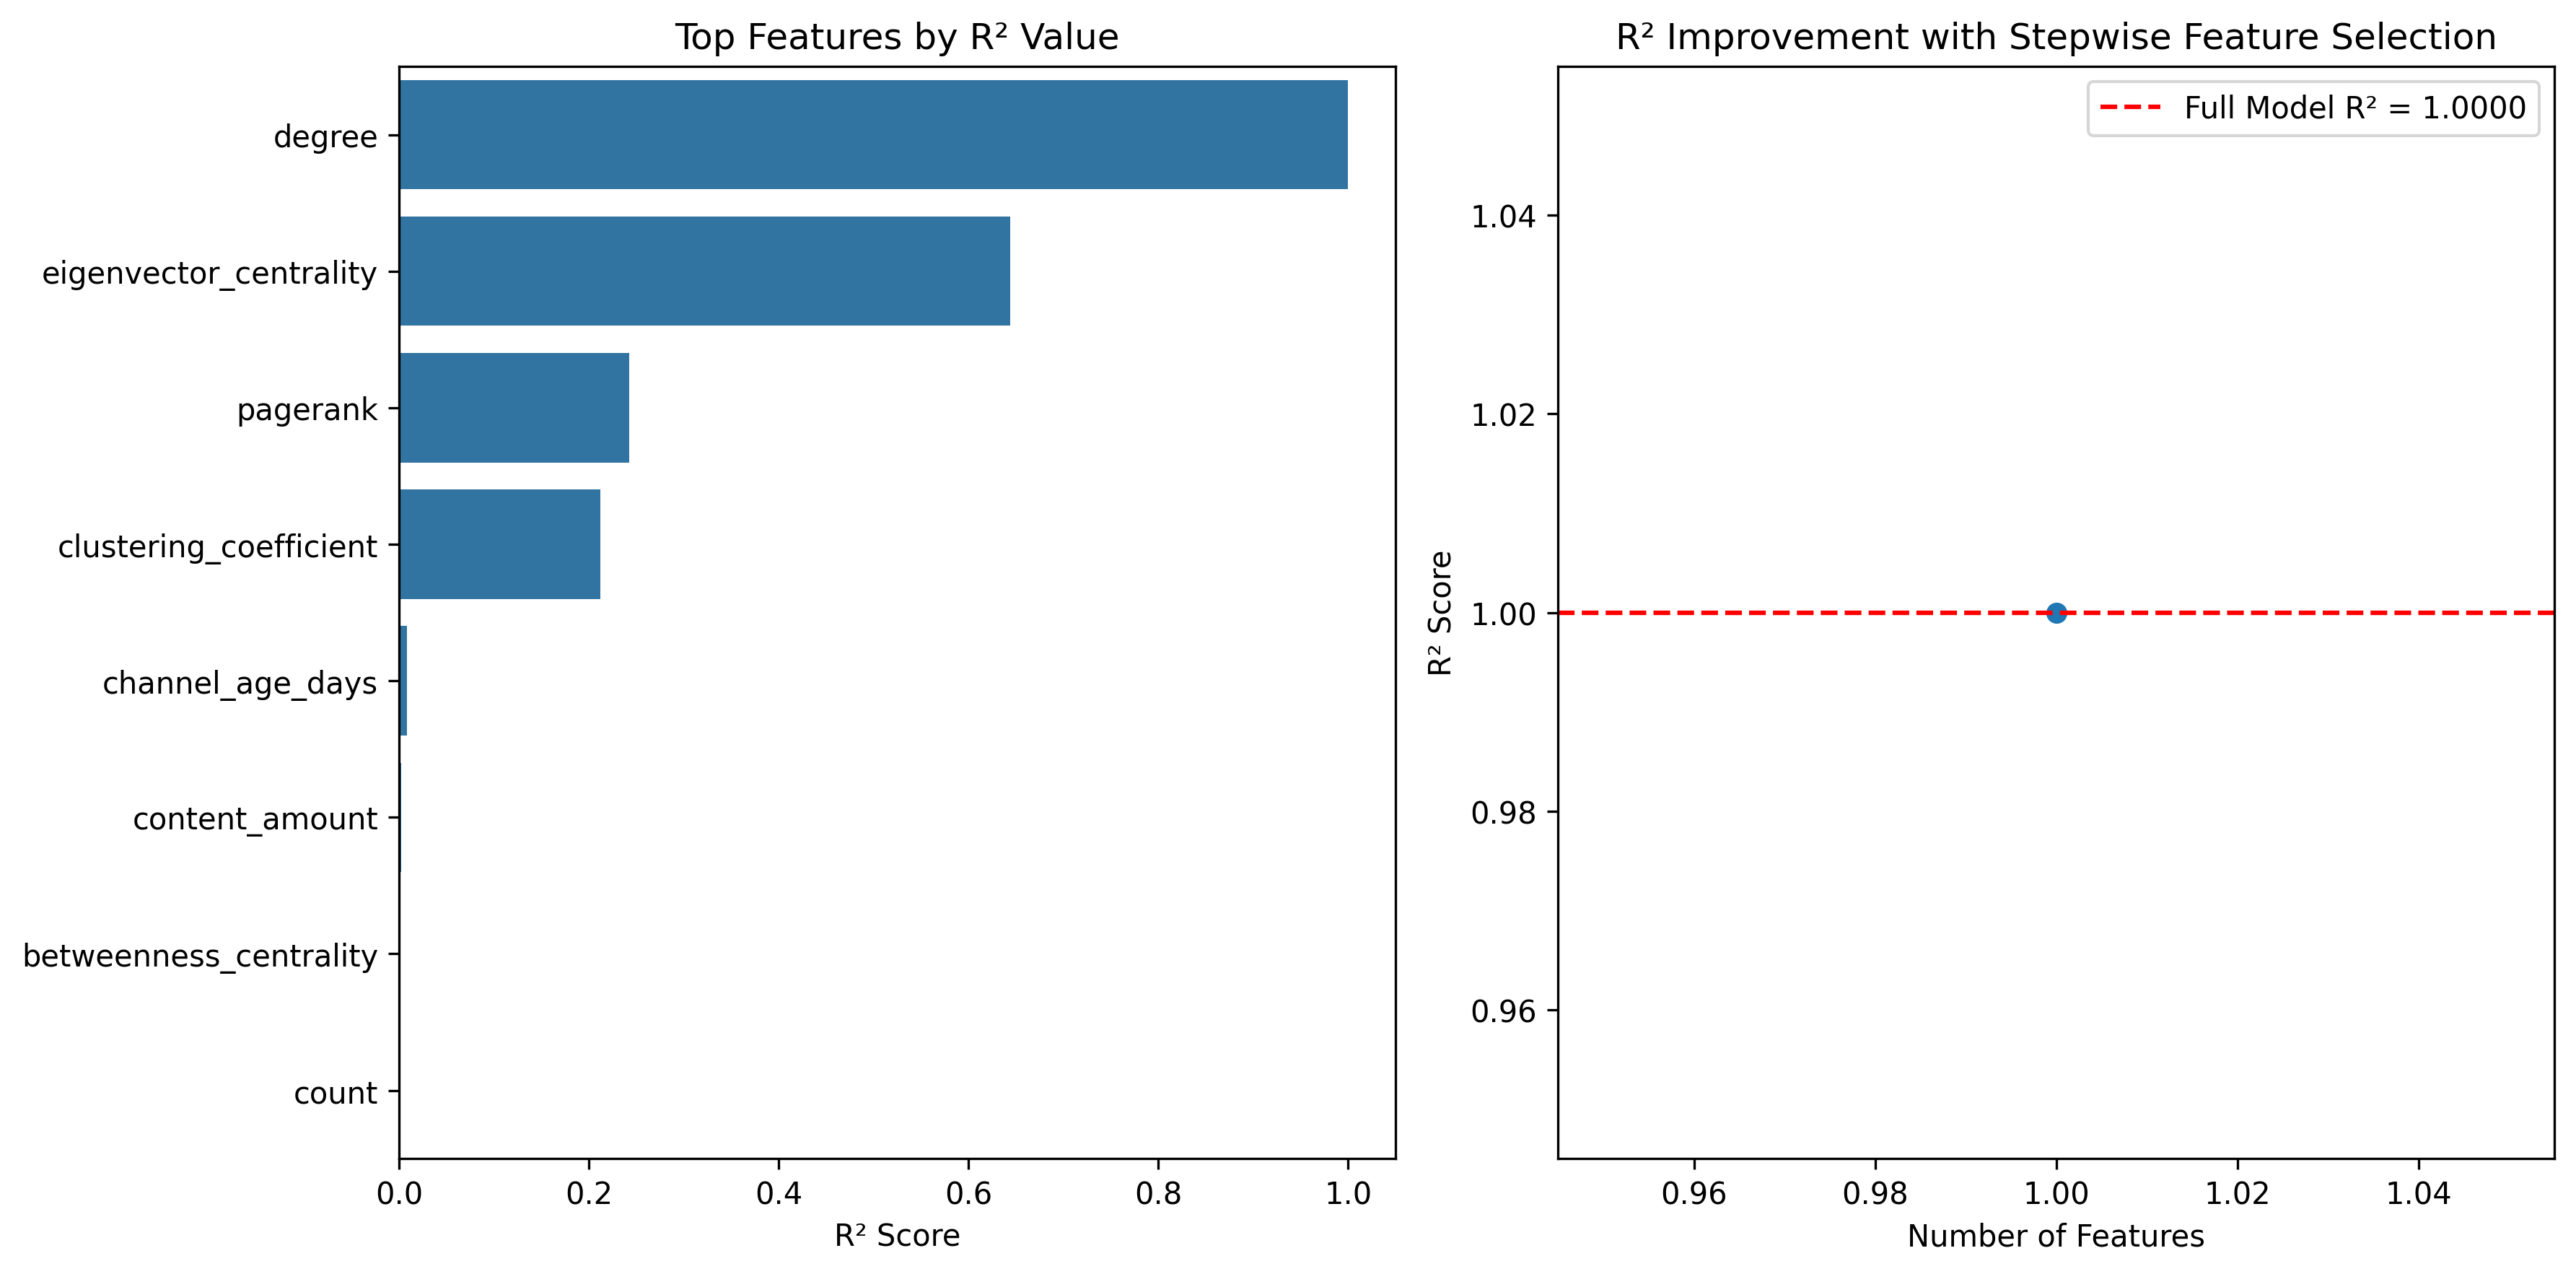 Top Features by R² Value
degree
eigenvector_centrality
pagerank
clustering_coefficient
channel_age_days
content_amount
betweenness_centrality
count
0.0 0.2 0.4 0.6 0.8 1.0
R² Score
R² Improvement with Stepwise Feature Selection
Full Model R² = 1.0000
R² Score
1.04
1.02
1.00
0.98
0.96
0.96 0.98 1.00 1.02 1.04
Number of Features